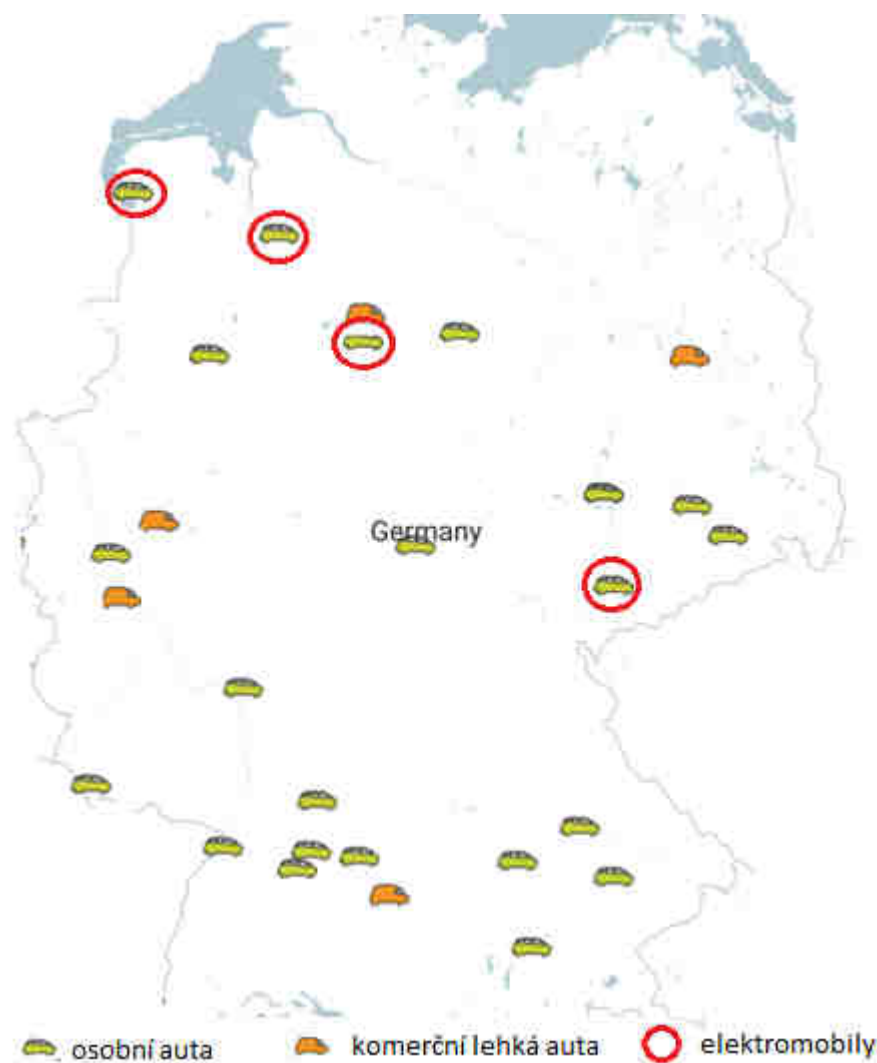 Germany
osobní auta
komerční lehká auta
elektromobily